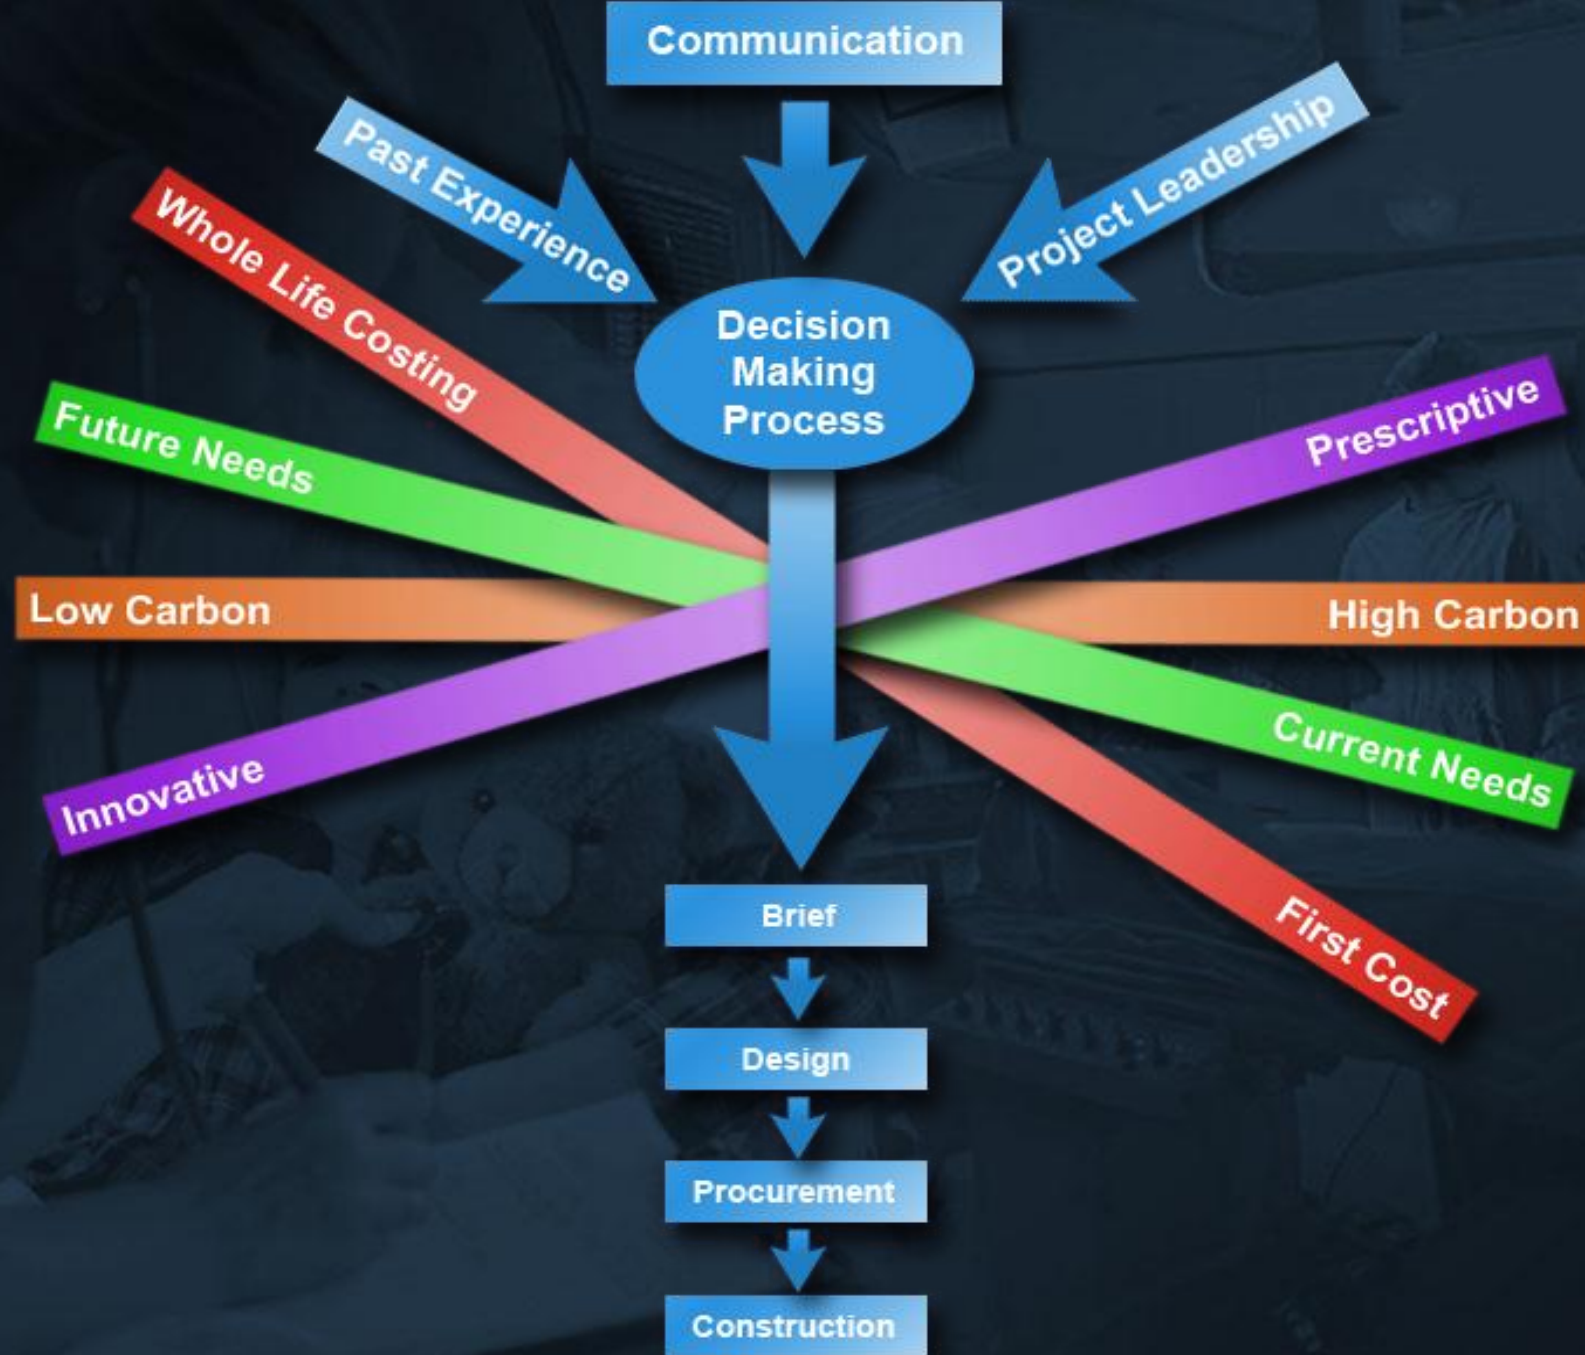 Communication
Past Experience
Project Leadership
Whole Life Costing
Decision
Making
Process
Future Needs
Prescriptive
Low Carbon
High Carbon
Innovative
Current Needs
First Cost
Brief
Design
Procurement
Construction